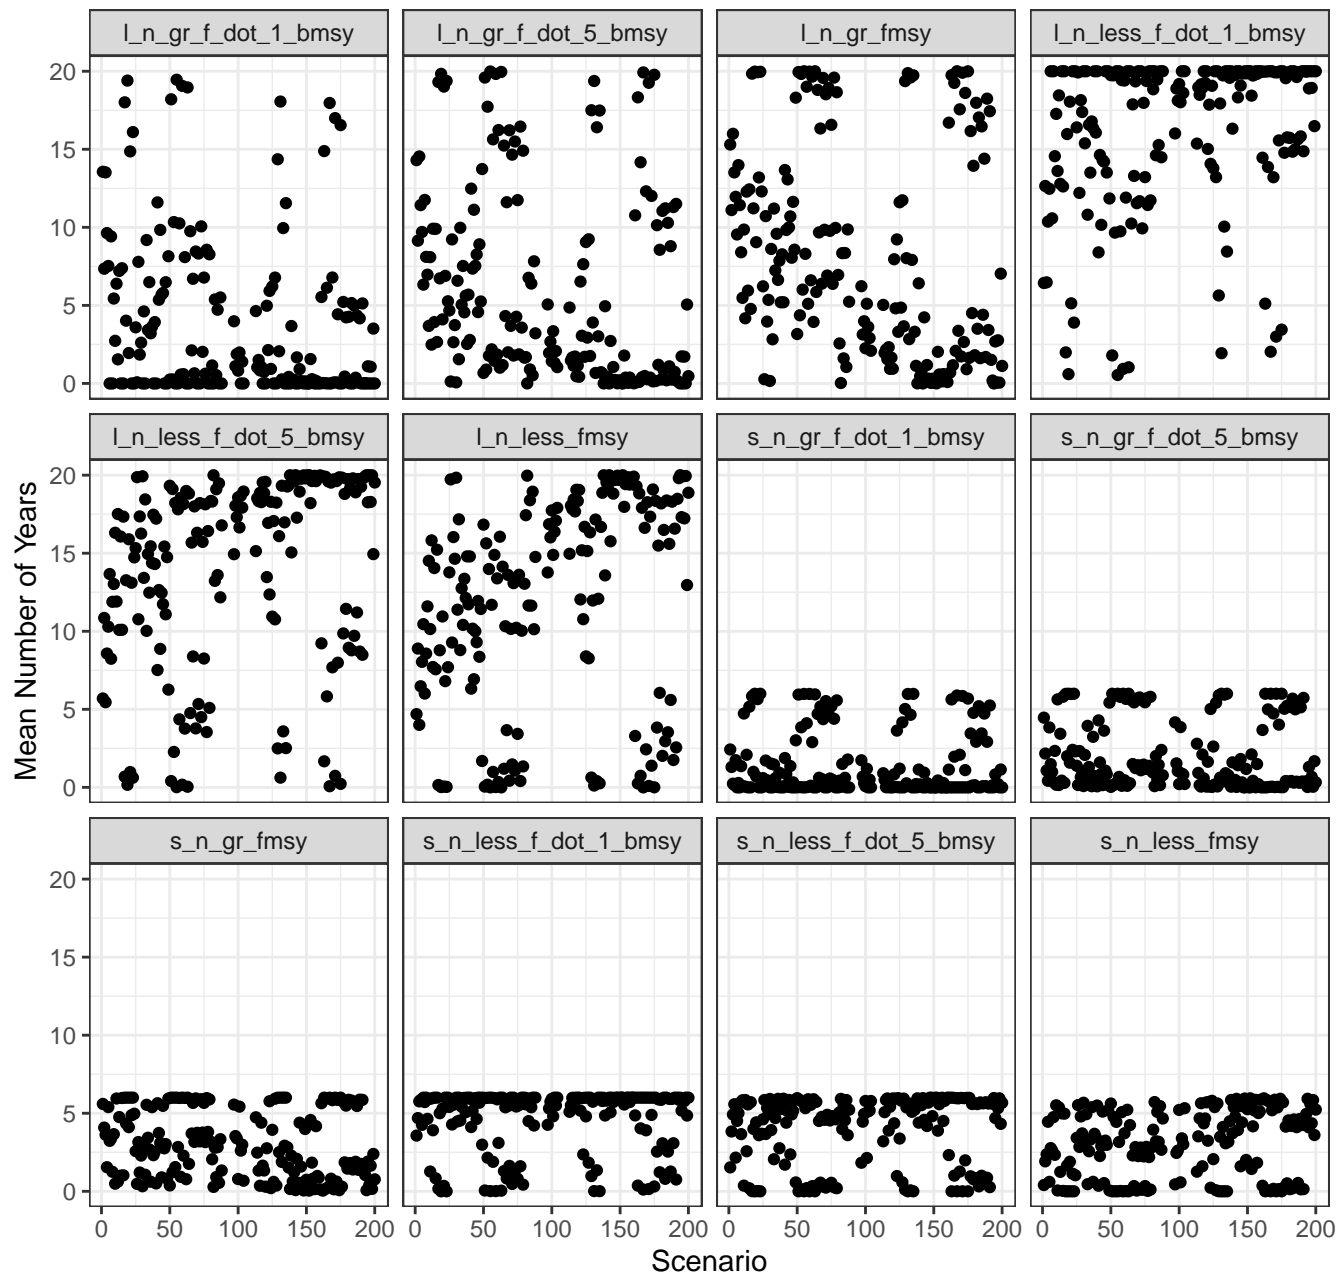 l_n_gr_f_dot_1_bmsy l_n_gr_f_dot_5_bmsy l_n_gr_fmsy l_n_less_f_dot_1_bmsy
20
15
10
5
0
l_n_less_f_dot_5_bmsy l_n_less_fmsy s_n_gr_f_dot_1_bmsy s_n_gr_f_dot_5_bmsy
20
15
10
5
0
Mean Number of Years
s_n_gr_fmsy s_n_less_f_dot_1_bmsy s_n_less_f_dot_5_bmsy s_n_less_fmsy
20
15
10
5
0
0 50 100 150 200 0 50 100 150 200 0 50 100 150 200 0 50 100 150 200
Scenario